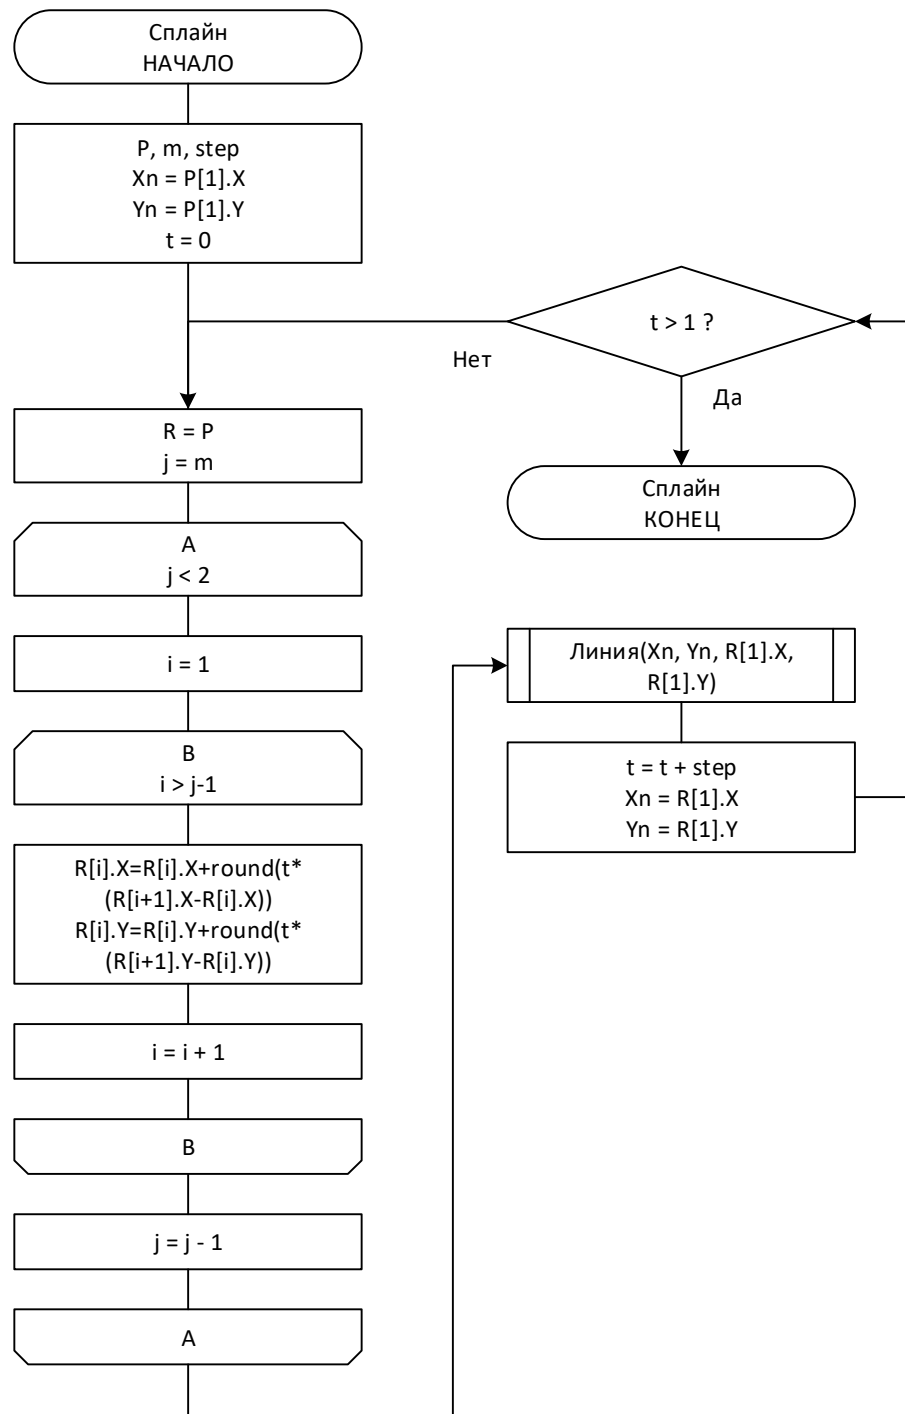 Сплайн
НАЧАЛО
P, m, step
Xn = P[1].X
Yn = P[1].Y
t = 0
t > 1 ?
Нет
Да
R = P
j = m
Сплайн
КОНЕЦ
A
j < 2
i = 1
B
i > j-1
R[i].X=R[i].X+round(t*
(R[i+1].X-R[i].X))
R[i].Y=R[i].Y+round(t*
(R[i+1].Y-R[i].Y))
i = i + 1
B
j = j - 1
A
Линия(Xn, Yn, R[1].X,
R[1].Y)
t = t + step
Xn = R[1].X
Yn = R[1].Y